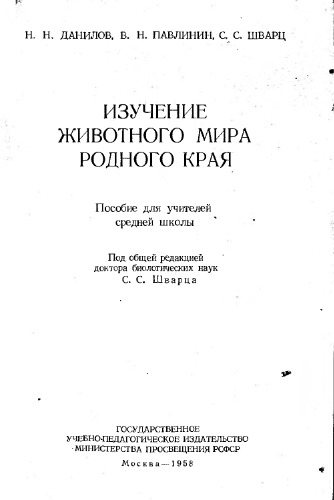 Н. Н. ДАНИЛОВ, В. Н. ПАВЛИНИН, С. С. ШВАРЦ
ИЗУЧЕНИЕ
ЖИВОТНОГО МИРА
РОДНОГО КРАЯ
Пособие для учителей
средней школы
Под общей редакцией
доктора биологических наук
С. С. Шварца
ГОСУДАРСТВЕННОЕ
УЧЕБНО-ПЕДАГОГИЧЕСКОЕ ИЗДАТЕЛЬСТВО
МИНИСТЕРСТВА ПРОСВЕЩЕНИЯ РСФСР
Москва—1958